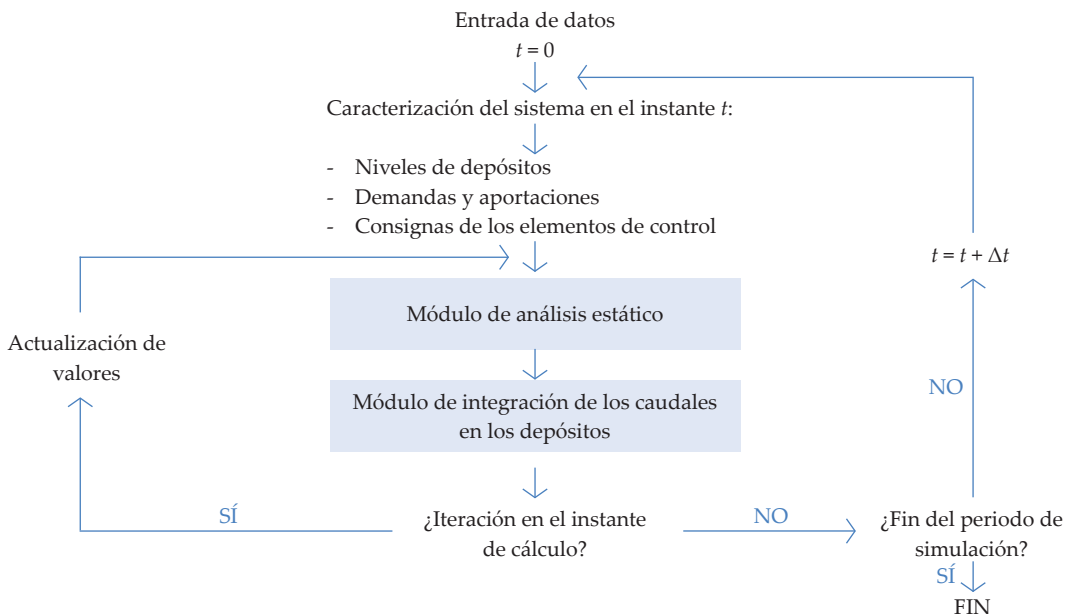 Entrada de datos
t = 0
Caracterización del sistema en el instante t:
- Niveles de depósitos
- Demandas y aportaciones
- Consignas de los elementos de control
t = t + Δt
Módulo de análisis estático
Actualización de
valores
Módulo de integración de los caudales
en los depósitos
NO
SÍ
¿Iteración en el instante
de cálculo?
NO
¿Fin del periodo de
simulación?
SÍ
FIN